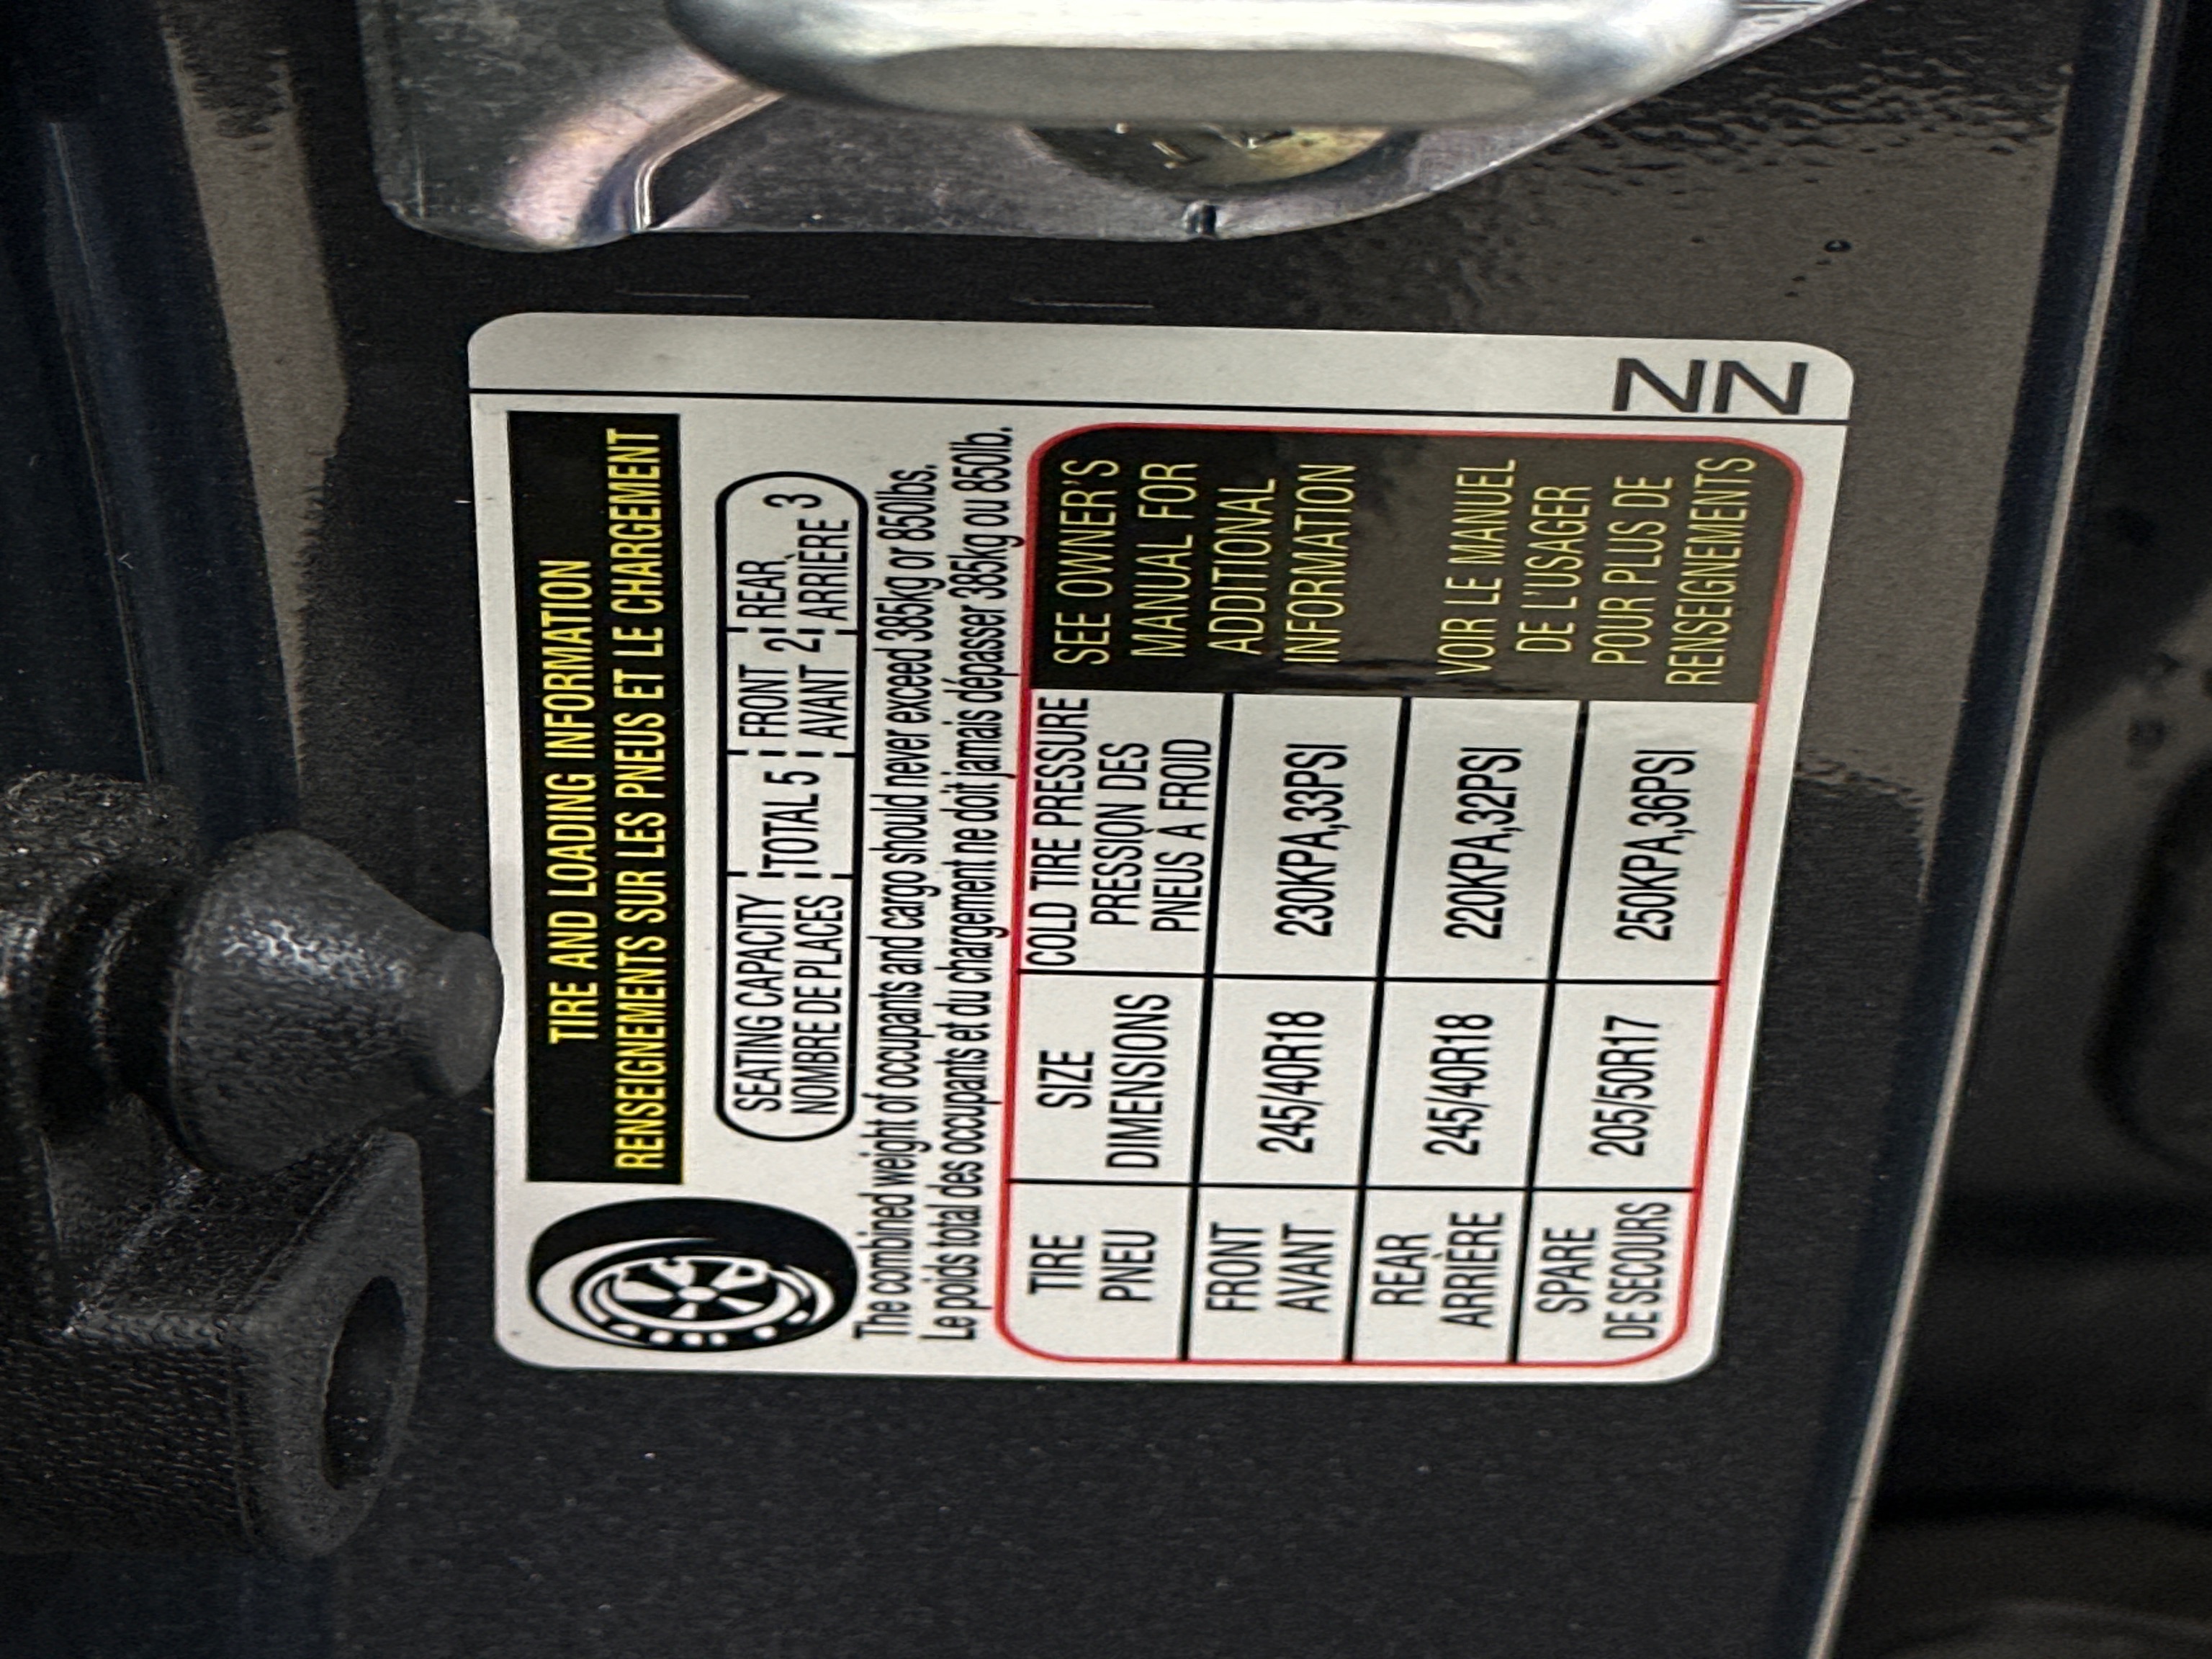 TIRE AND LOADING INFORMATION
RENSEIGNEMENTS SUR LES PNEUS ET LE CHARGEMENT
SEATING CAPACITY TOTAL 5 FRONT 2 REAR 3
NOMBRE DE PLACES AVANT 2 ARRIÈRE
The combined weight of occupants and cargo should never exceed 385kg or 850lbs.
Le poids total des occupants et du chargement ne doit jamais dépasser 385kg ou 850lb.
TIRE
PNEU
SIZE
DIMENSIONS
COLD TIRE PRESSURE
PRESSION DES
PNEUS À FROID
FRONT
AVANT
245/40R18
230KPA,33PSI
REAR
ARRIÈRE
245/40R18
220KPA,32PSI
SPARE
DE SECOURS
205/50R17
250KPA,36PSI
SEE OWNER'S
MANUAL FOR
ADDITIONAL
INFORMATION
VOIR LE MANUEL
DE L'USAGER
POUR PLUS DE
RENSEIGNEMENTS
NN